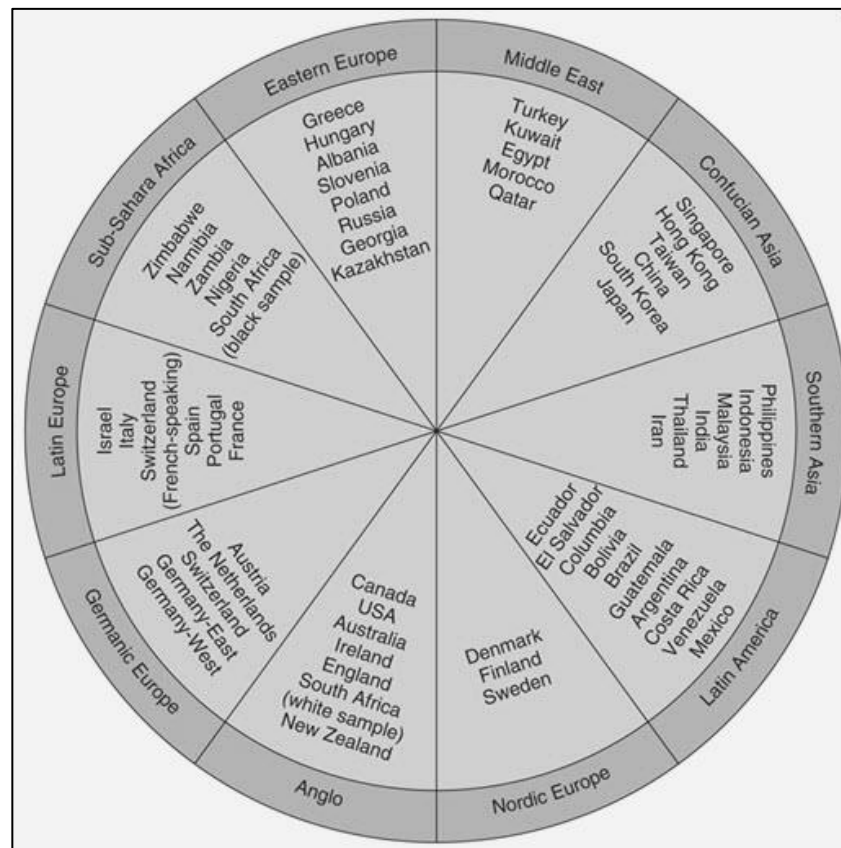 Eastern Europe
Greece
Hungary
Albania
Slovenia
Poland
Russia
Georgia
Kazakhstan
Middle East
Turkey
Kuwait
Egypt
Morocco
Qatar
Confucian Asia
Singapore
Hong Kong
Taiwan
China
South Korea
Japan
Southern Asia
Philippines
Indonesia
Malaysia
India
Thailand
Iran
Latin America
Ecuador
El Salvador
Columbia
Bolivia
Brazil
Guatemala
Argentina
Costa Rica
Venezuela
Mexico
Nordic Europe
Denmark
Finland
Sweden
Anglo
Canada
USA
Australia
Ireland
England
South Africa
(white sample)
New Zealand
Germanic Europe
Austria
The Netherlands
Switzerland
Germany-East
Germany-West
Latin Europe
Israel
Italy
Switzerland
(French-speaking)
Spain
Portugal
France
Sub-Sahara Africa
Zimbabwe
Namibia
Zambia
Nigeria
South Africa
(black sample)